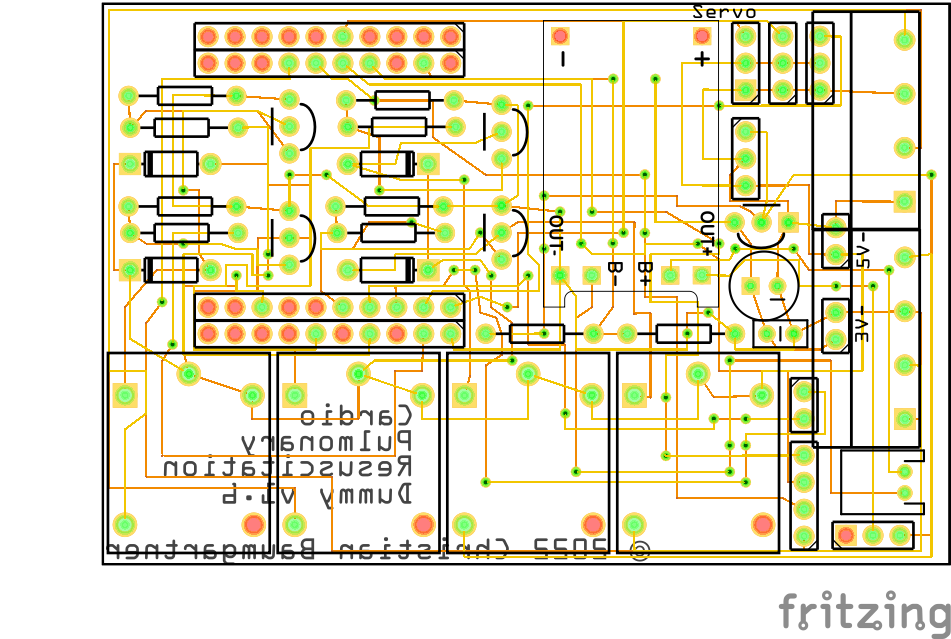 Servo
- +
OUT- OUT+
B- B+
5V-
3V-
Cardio
Pulmonary
Resuscitation
Dummy v1.6
© 2022 Christian Baumgartner
fritzing